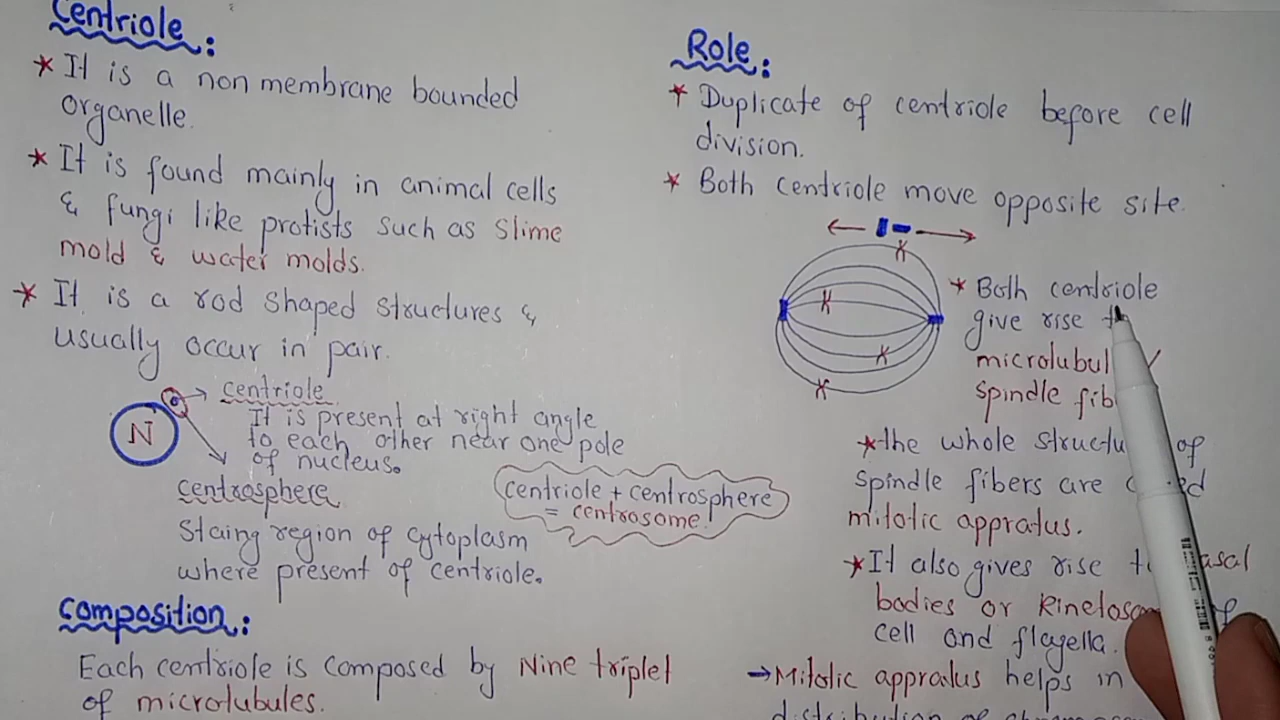 Centriole :
* It is a non membrane bounded
organelle.
* It is found mainly in animal cells
& fungi like protists such as slime
mold & water molds.
* It is a rod shaped structures &
usually occur in pair.
N
→ centriole
It is present at right angle
to each other near one pole
of nucleus.
centrosphere
Staing region of cytoplasm
where present of centriole.
centriole + centrosphere
= centrosome.
Composition :
Each centriole is composed by Nine triplet
of microtubules.
Role :
* Duplicate of centriole before cell
division.
* Both centriole move opposite site.
* Both centriole
give rise
microlubul
spindle fib
* the whole structu of
spindle fibers are
mitotic appratus.
* It also gives rise
bodies or kinetoso
cell and flagella.
→ Mitotic appratus helps in
distribution of